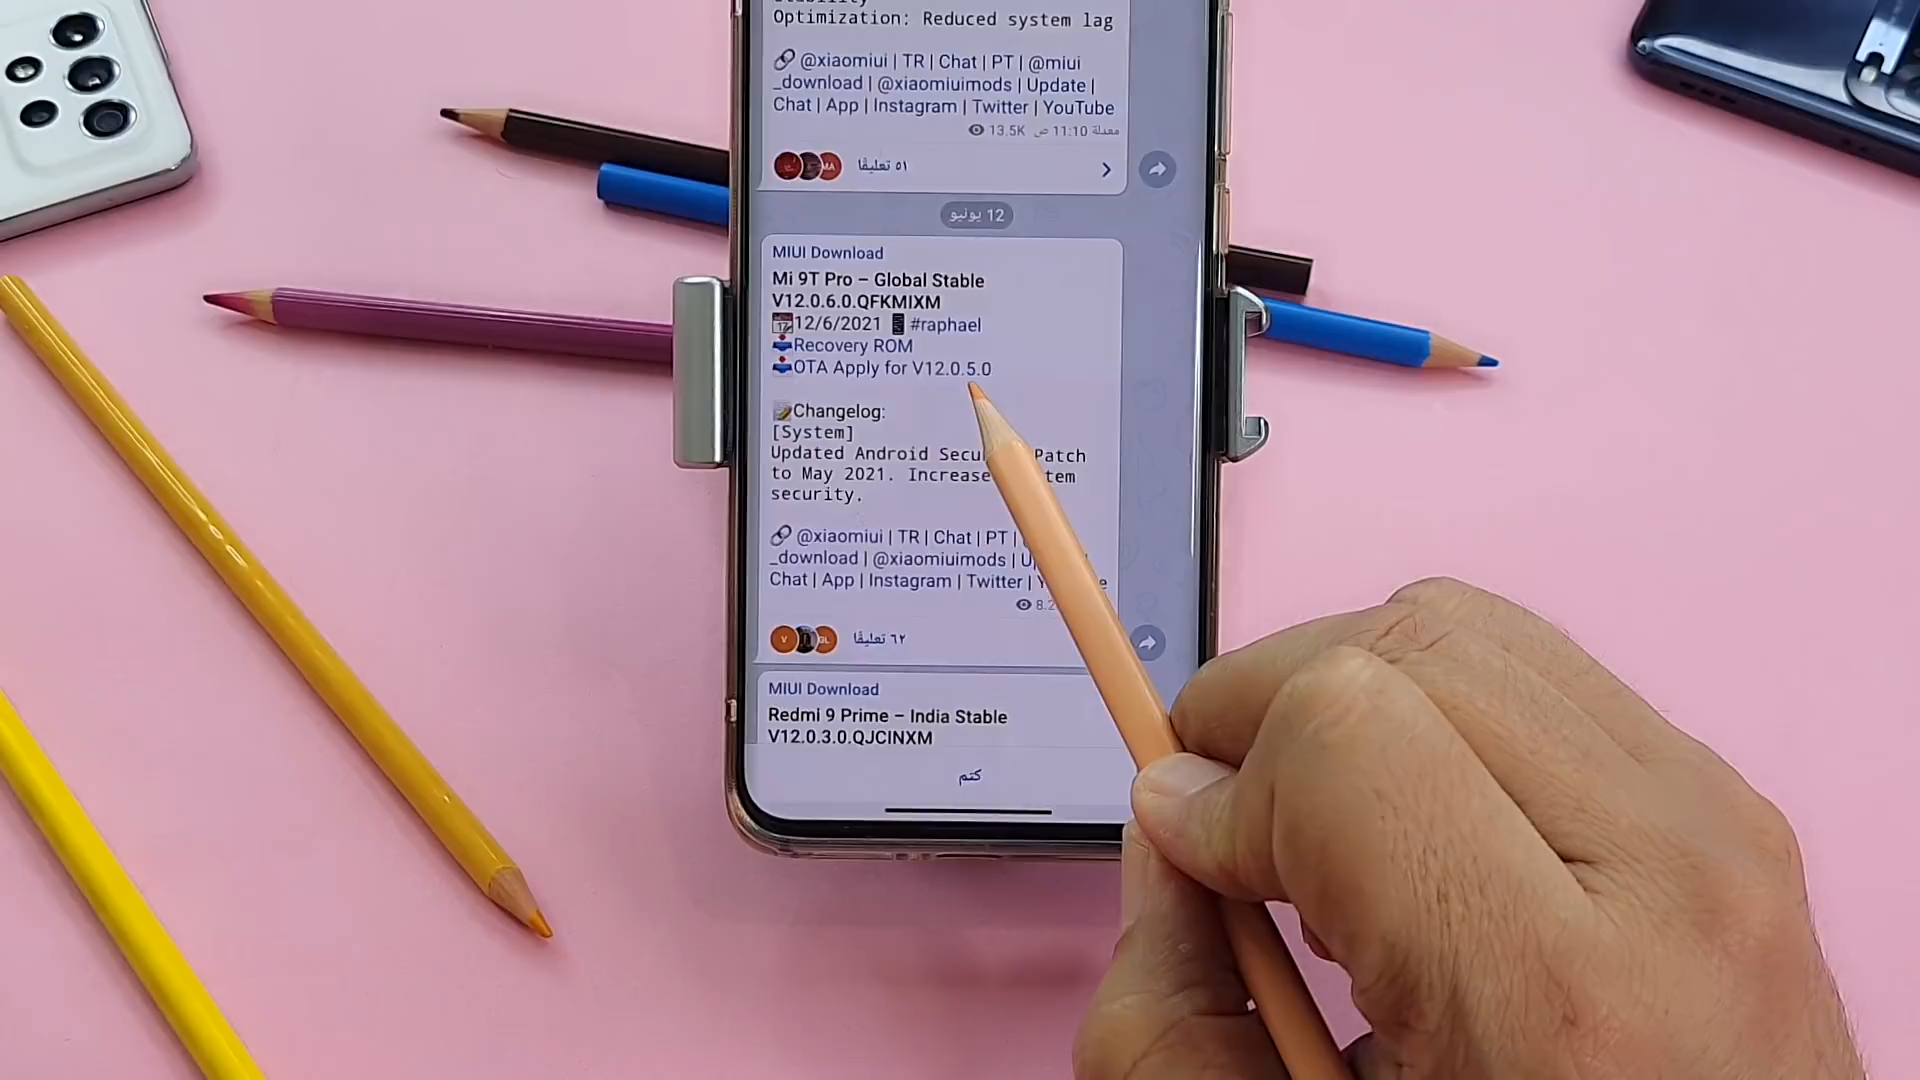 Optimization: Reduced system lag
@xiaomiui | TR | Chat | PT | @miui
_download | @xiaomiuimods | Update |
Chat | App | Instagram | Twitter | YouTube
13.5K معدلة 11:10 ص
٥١ تعليقًا
12 يونيو
MIUI Download
Mi 9T Pro – Global Stable
V12.0.6.0.QFKMIXM
12/6/2021 #raphael
Recovery ROM
OTA Apply for V12.0.5.0
Changelog:
[System]
Updated Android Patch
to May 2021.
security.
@xiaomiui | TR | Chat | PT |
_download | @xiaomiuimods |
Chat | App | Instagram | Twitter |
٦٢ تعليقًا
MIUI Download
Redmi 9 Prime – India Stable
V12.0.3.0.QJCINXM
كتم